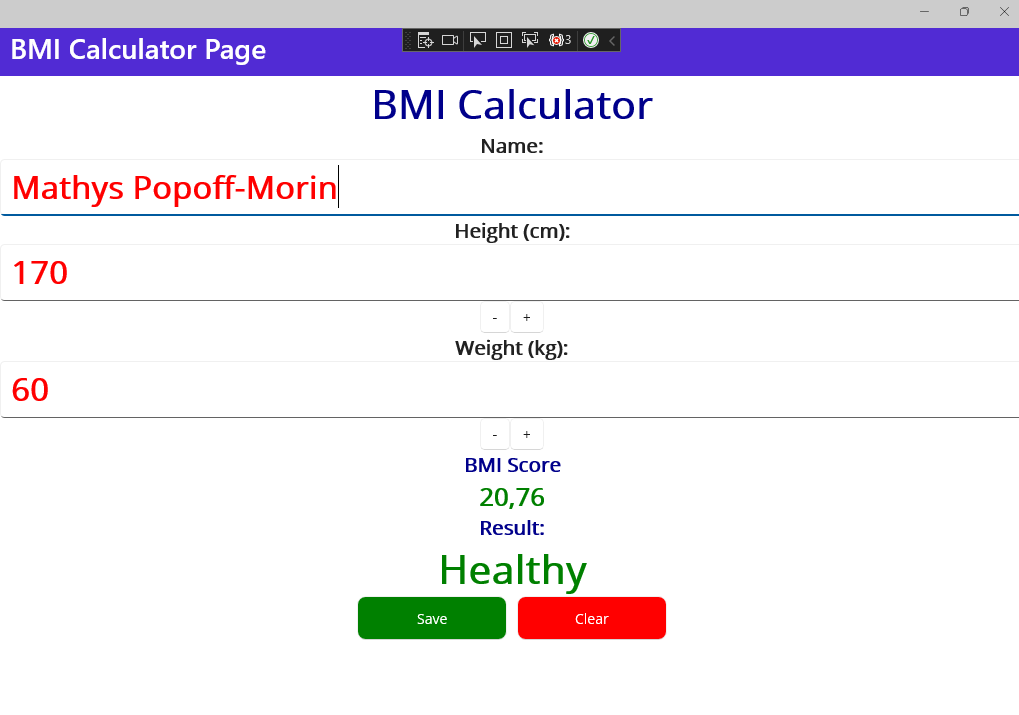 BMI Calculator Page
3
BMI Calculator
Name:
Mathys Popoff-Morin
Height (cm):
170
- +
Weight (kg):
60
- +
BMI Score
20,76
Result:
Healthy
Save Clear